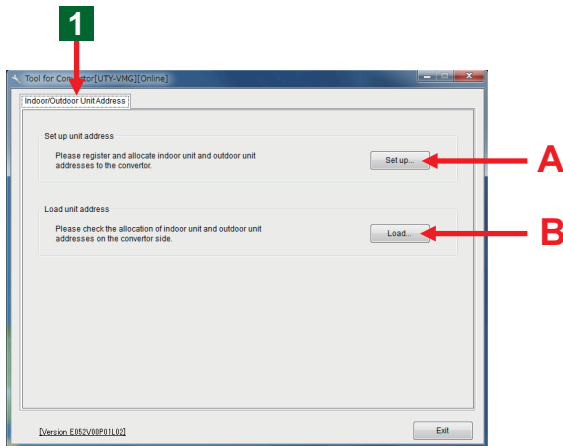 1
Tool for Convertor[UTY-VMG][Online]
Indoor/Outdoor Unit Address
Set up unit address
Please register and allocate indoor unit and outdoor unit
addresses to the convertor.
Set up...
A
Load unit address
Please check the allocation of indoor unit and outdoor unit
addresses on the convertor side.
Load...
B
[Version E052V00P01L02]
Exit